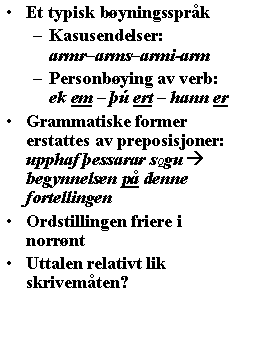 • Et typisk bøyningsspråk
– Kasusendelser:
armr–arms–armi-arm
– Personbøying av verb:
ek em – þú ert – hann er
• Grammatiske former
erstattes av preposisjoner:
upphaf þessarar sǫgu →
begynnelsen på denne
fortellingen
• Ordstillingen friere i
norrønt
• Uttalen relativt lik
skrivemåten?